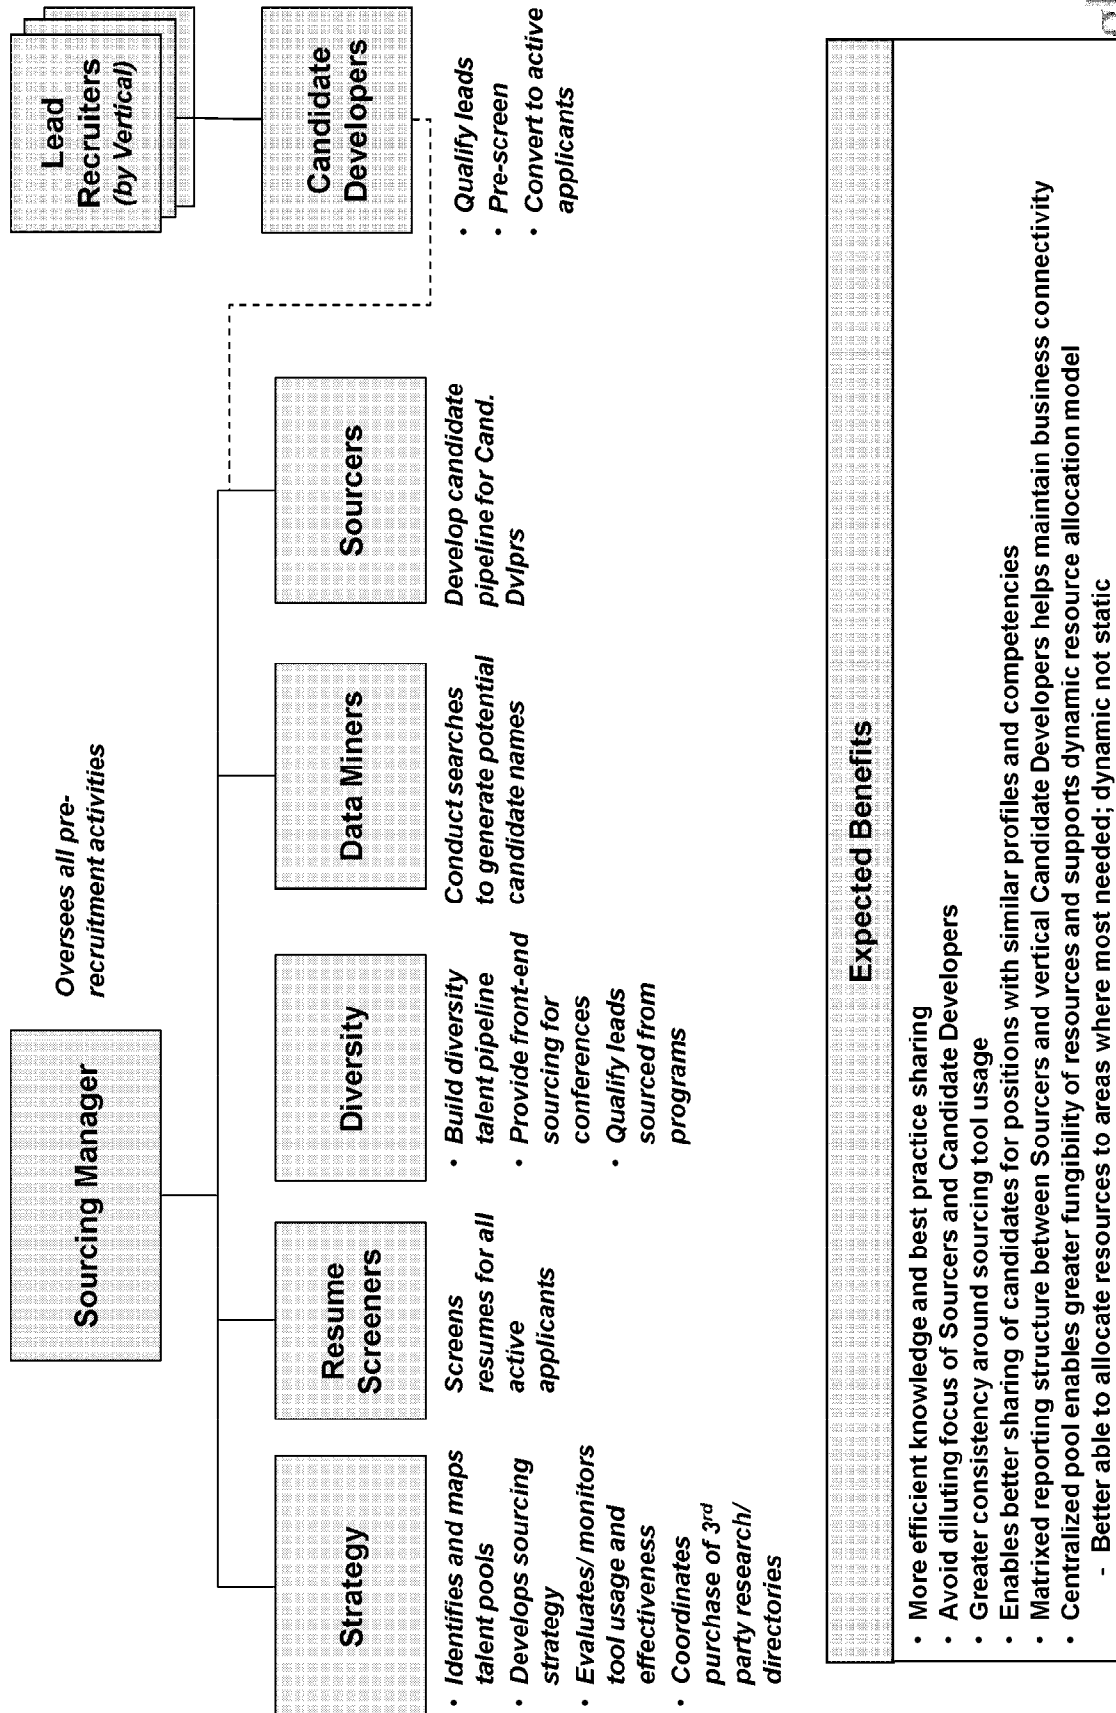 Sourcing Manager
Oversees all pre-
recruitment activities
Lead
Recruiters
(by Vertical)
Strategy
• Identifies and maps
talent pools
• Develops sourcing
strategy
• Evaluates/ monitors
tool usage and
effectiveness
• Coordinates
purchase of 3rd
party research/
directories
Resume
Screeners
Screens
resumes for all
active
applicants
Diversity
• Build diversity
talent pipeline
• Provide front-end
sourcing for
conferences
• Qualify leads
sourced from
programs
Data Miners
Conduct searches
to generate potential
candidate names
Sourcers
Develop candidate
pipeline for Cand.
Dvlprs
Candidate
Developers
• Qualify leads
• Pre-screen
• Convert to active
applicants
Expected Benefits
• More efficient knowledge and best practice sharing
• Avoid diluting focus of Sourcers and Candidate Developers
• Greater consistency around sourcing tool usage
• Enables better sharing of candidates for positions with similar profiles and competencies
• Matrixed reporting structure between Sourcers and vertical Candidate Developers helps maintain business connectivity
• Centralized pool enables greater fungibility of resources and supports dynamic resource allocation model
- Better able to allocate resources to areas where most needed; dynamic not static